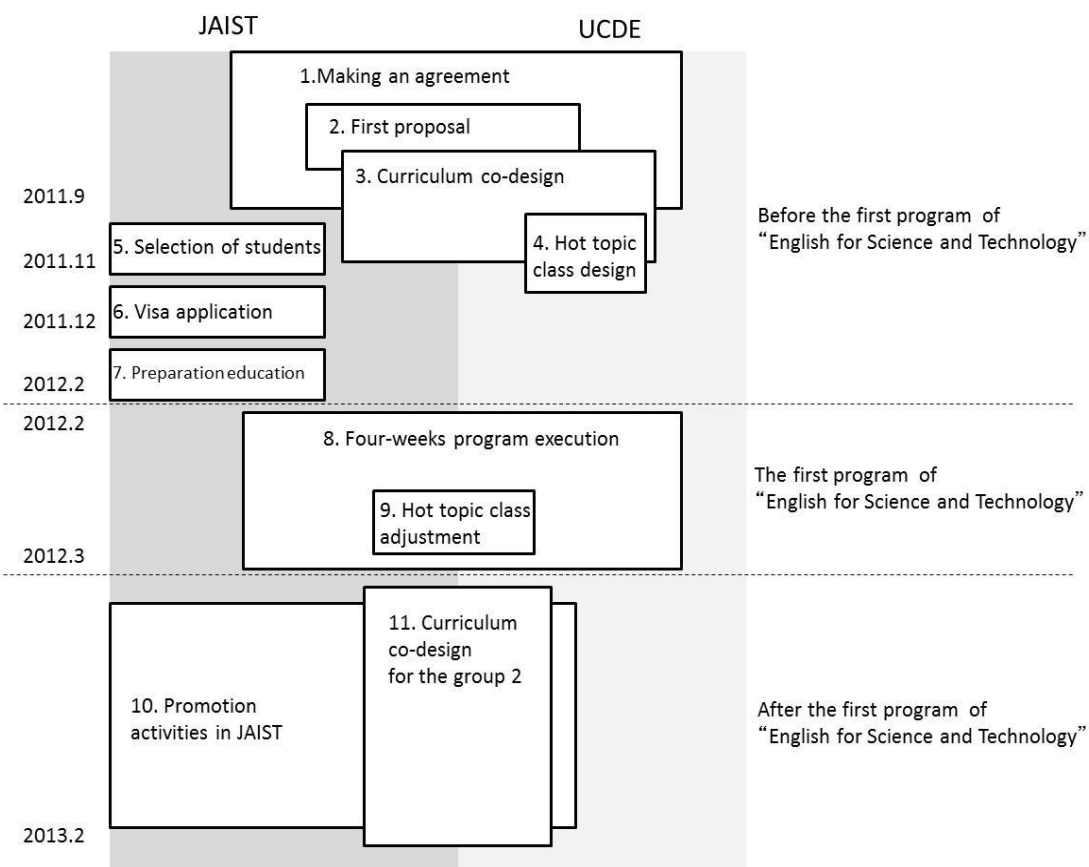 JAIST
UCDE
1.Making an agreement
2. First proposal
3. Curriculum co-design
2011.9
Before the first program of
“English for Science and Technology”
5. Selection of students
4. Hot topic
class design
2011.11
6. Visa application
2011.12
7. Preparation education
2012.2
2012.2
8. Four-weeks program execution
The first program of
“English for Science and Technology”
9. Hot topic class
adjustment
2012.3
11. Curriculum
co-design
for the group 2
10. Promotion
activities in JAIST
After the first program of
“English for Science and Technology”
2013.2